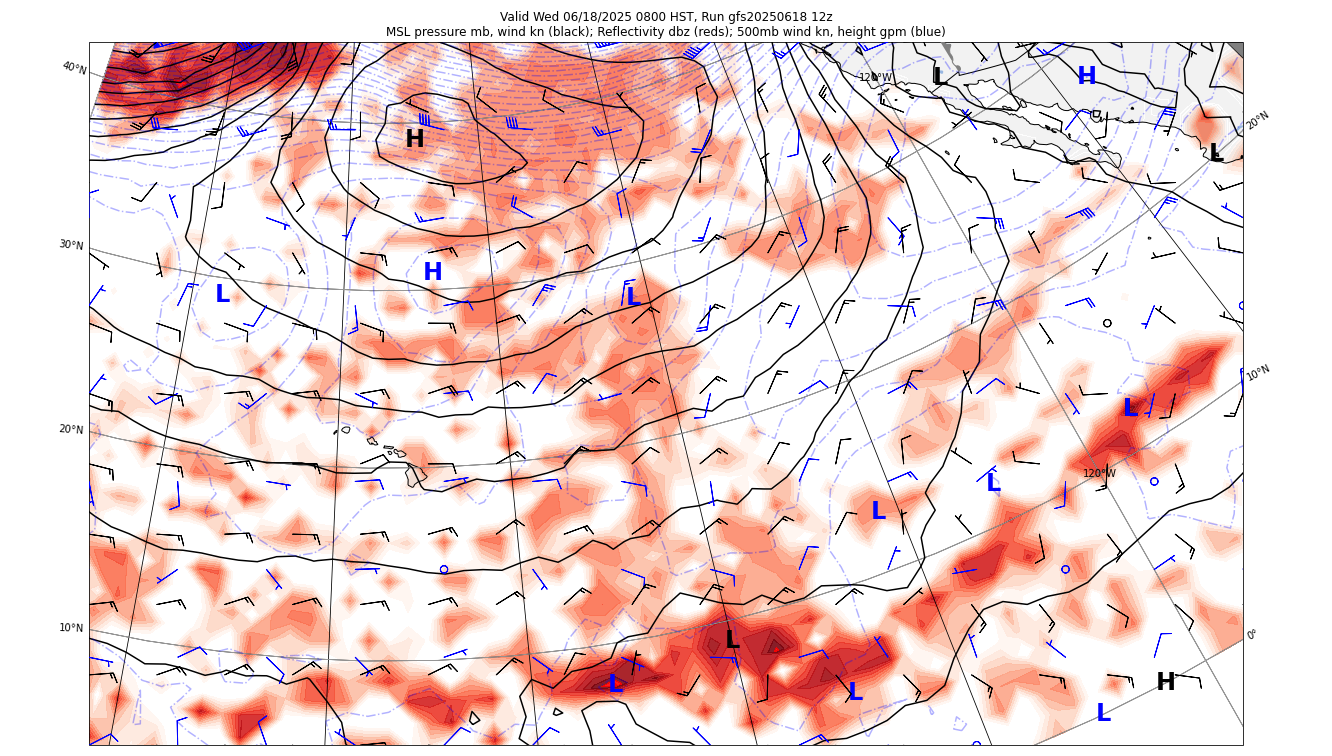 Valid Wed 06/18/2025 0800 HST, Run gfs20250618 12z
MSL pressure mb, wind kn (black); Reflectivity dbz (reds); 500mb wind kn, height gpm (blue)
40°N
120°W
L
H
20°N
H
L
30°N
H
L
L
10°N
L
20°N
120°W
L
L
10°N
0°
L
H
L
L
L